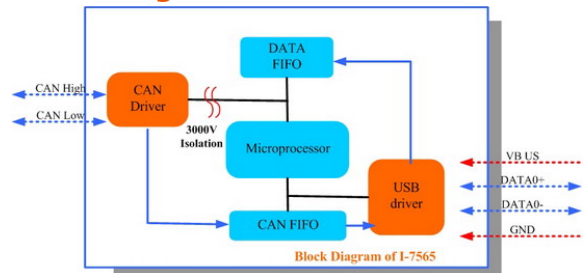 DATA
FIFO
CAN High
CAN
Driver
CAN Low
3000V
Isolation
Microprocessor
VB US
DATA0+
USB
driver
DATA0-
CAN FIFO
GND
Block Diagram of I-7565